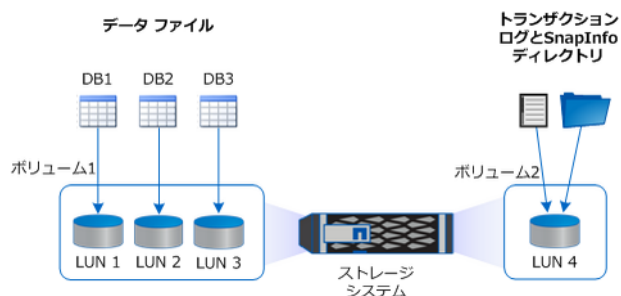 データ ファイル
トランザクション
ログとSnapInfo
ディレクトリ
DB1
DB2
DB3
ボリューム1
ボリューム2
LUN 1
LUN 2
LUN 3
LUN 4
ストレージ
システム